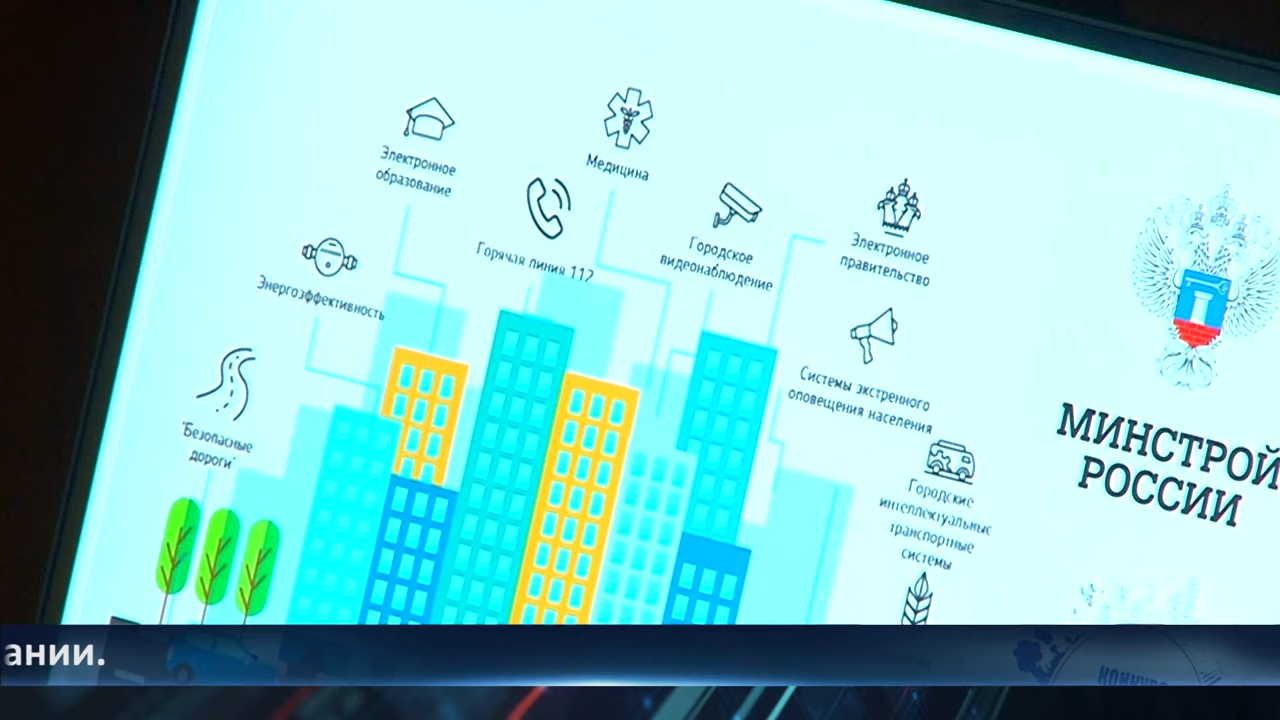 Электронное
образование
Медицина
Горячая линия 112
Городское
видеонаблюдение
Электронное
правительство
Энергоэффективность
Системы экстренного
оповещения населения
"Безопасные
дороги"
Городские
интеллектуальные
транспортные
системы
МИНСТРОЙ
РОССИИ
ании.